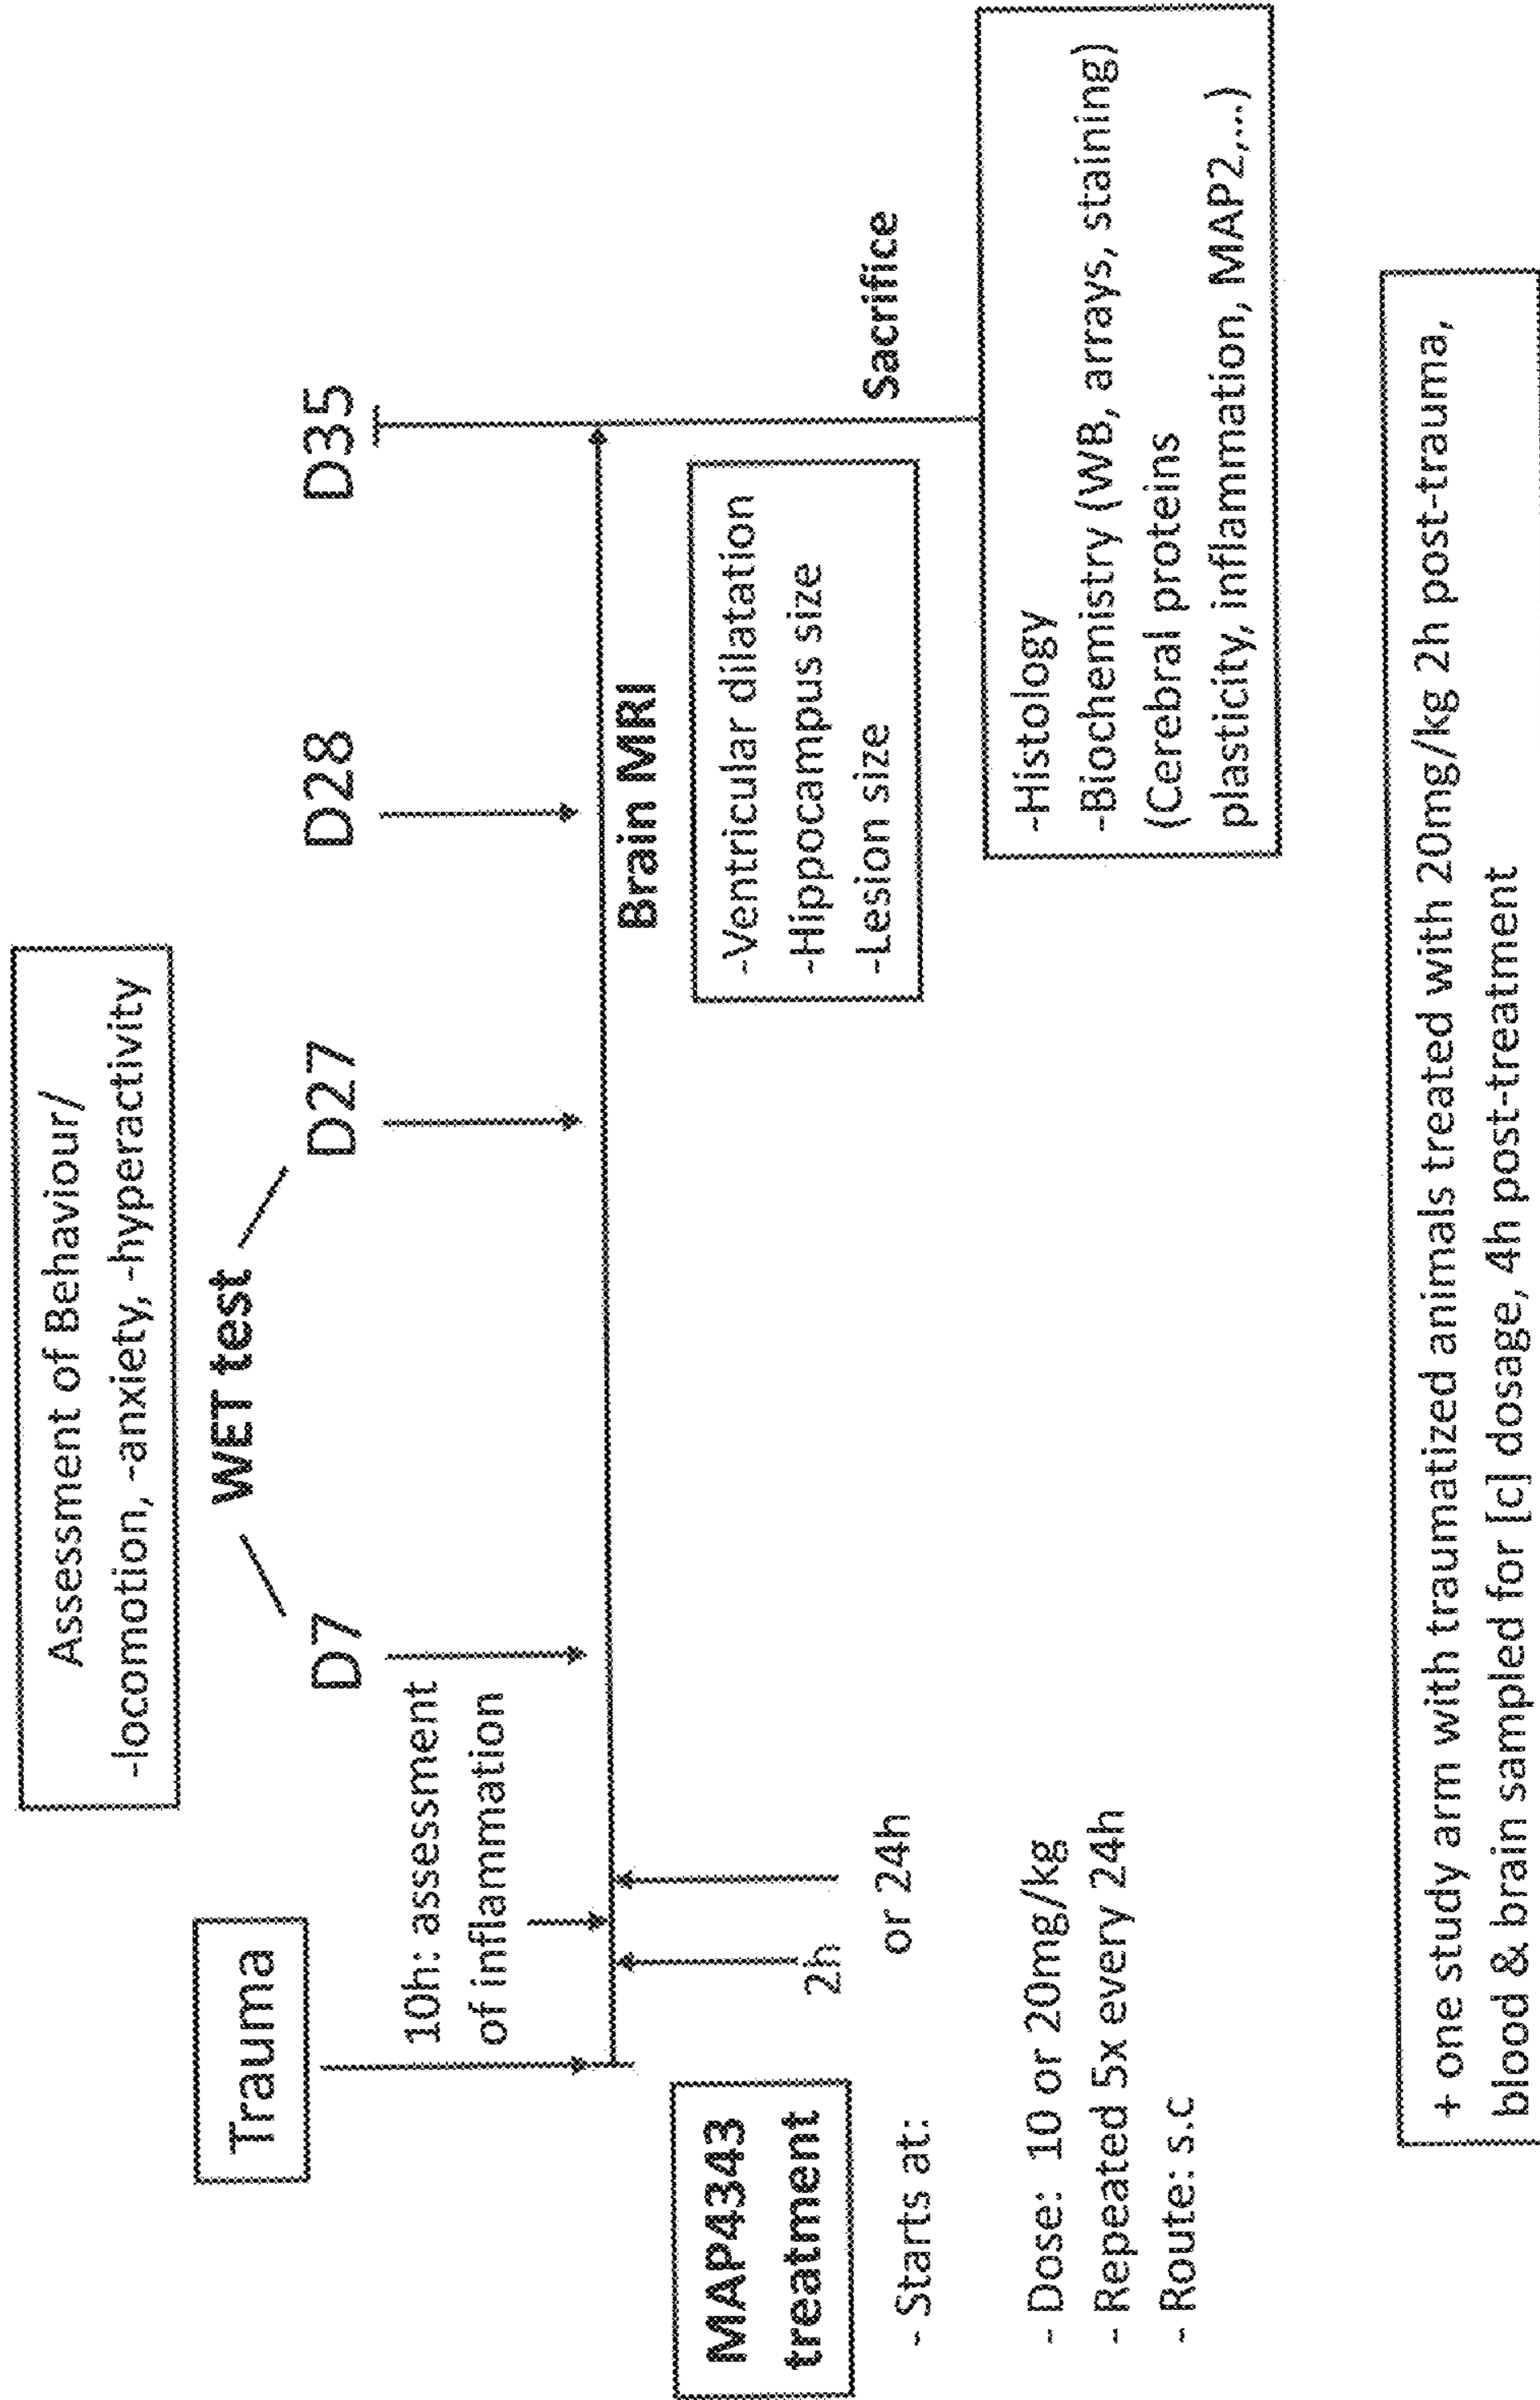 Assessment of Behaviour/
-locomotion, -anxiety, -hyperactivity
WET test
Trauma
D7
D27
D28
D35
10h: assessment
of inflammation
MAP4343
treatment
- Starts at:
2h
or 24h
- Dose: 10 or 20mg/kg
- Repeated 5x every 24h
- Route: s.c
Brain MRI
-Ventricular dilatation
-Hippocampus size
-Lesion size
Sacrifice
-Histology
-Biochemistry (WB, arrays, staining)
(Cerebral proteins
plasticity, inflammation, MAP2,...)
+ one study arm with traumatized animals treated with 20mg/kg 2h post-trauma,
blood & brain sampled for [c] dosage, 4h post-treatment